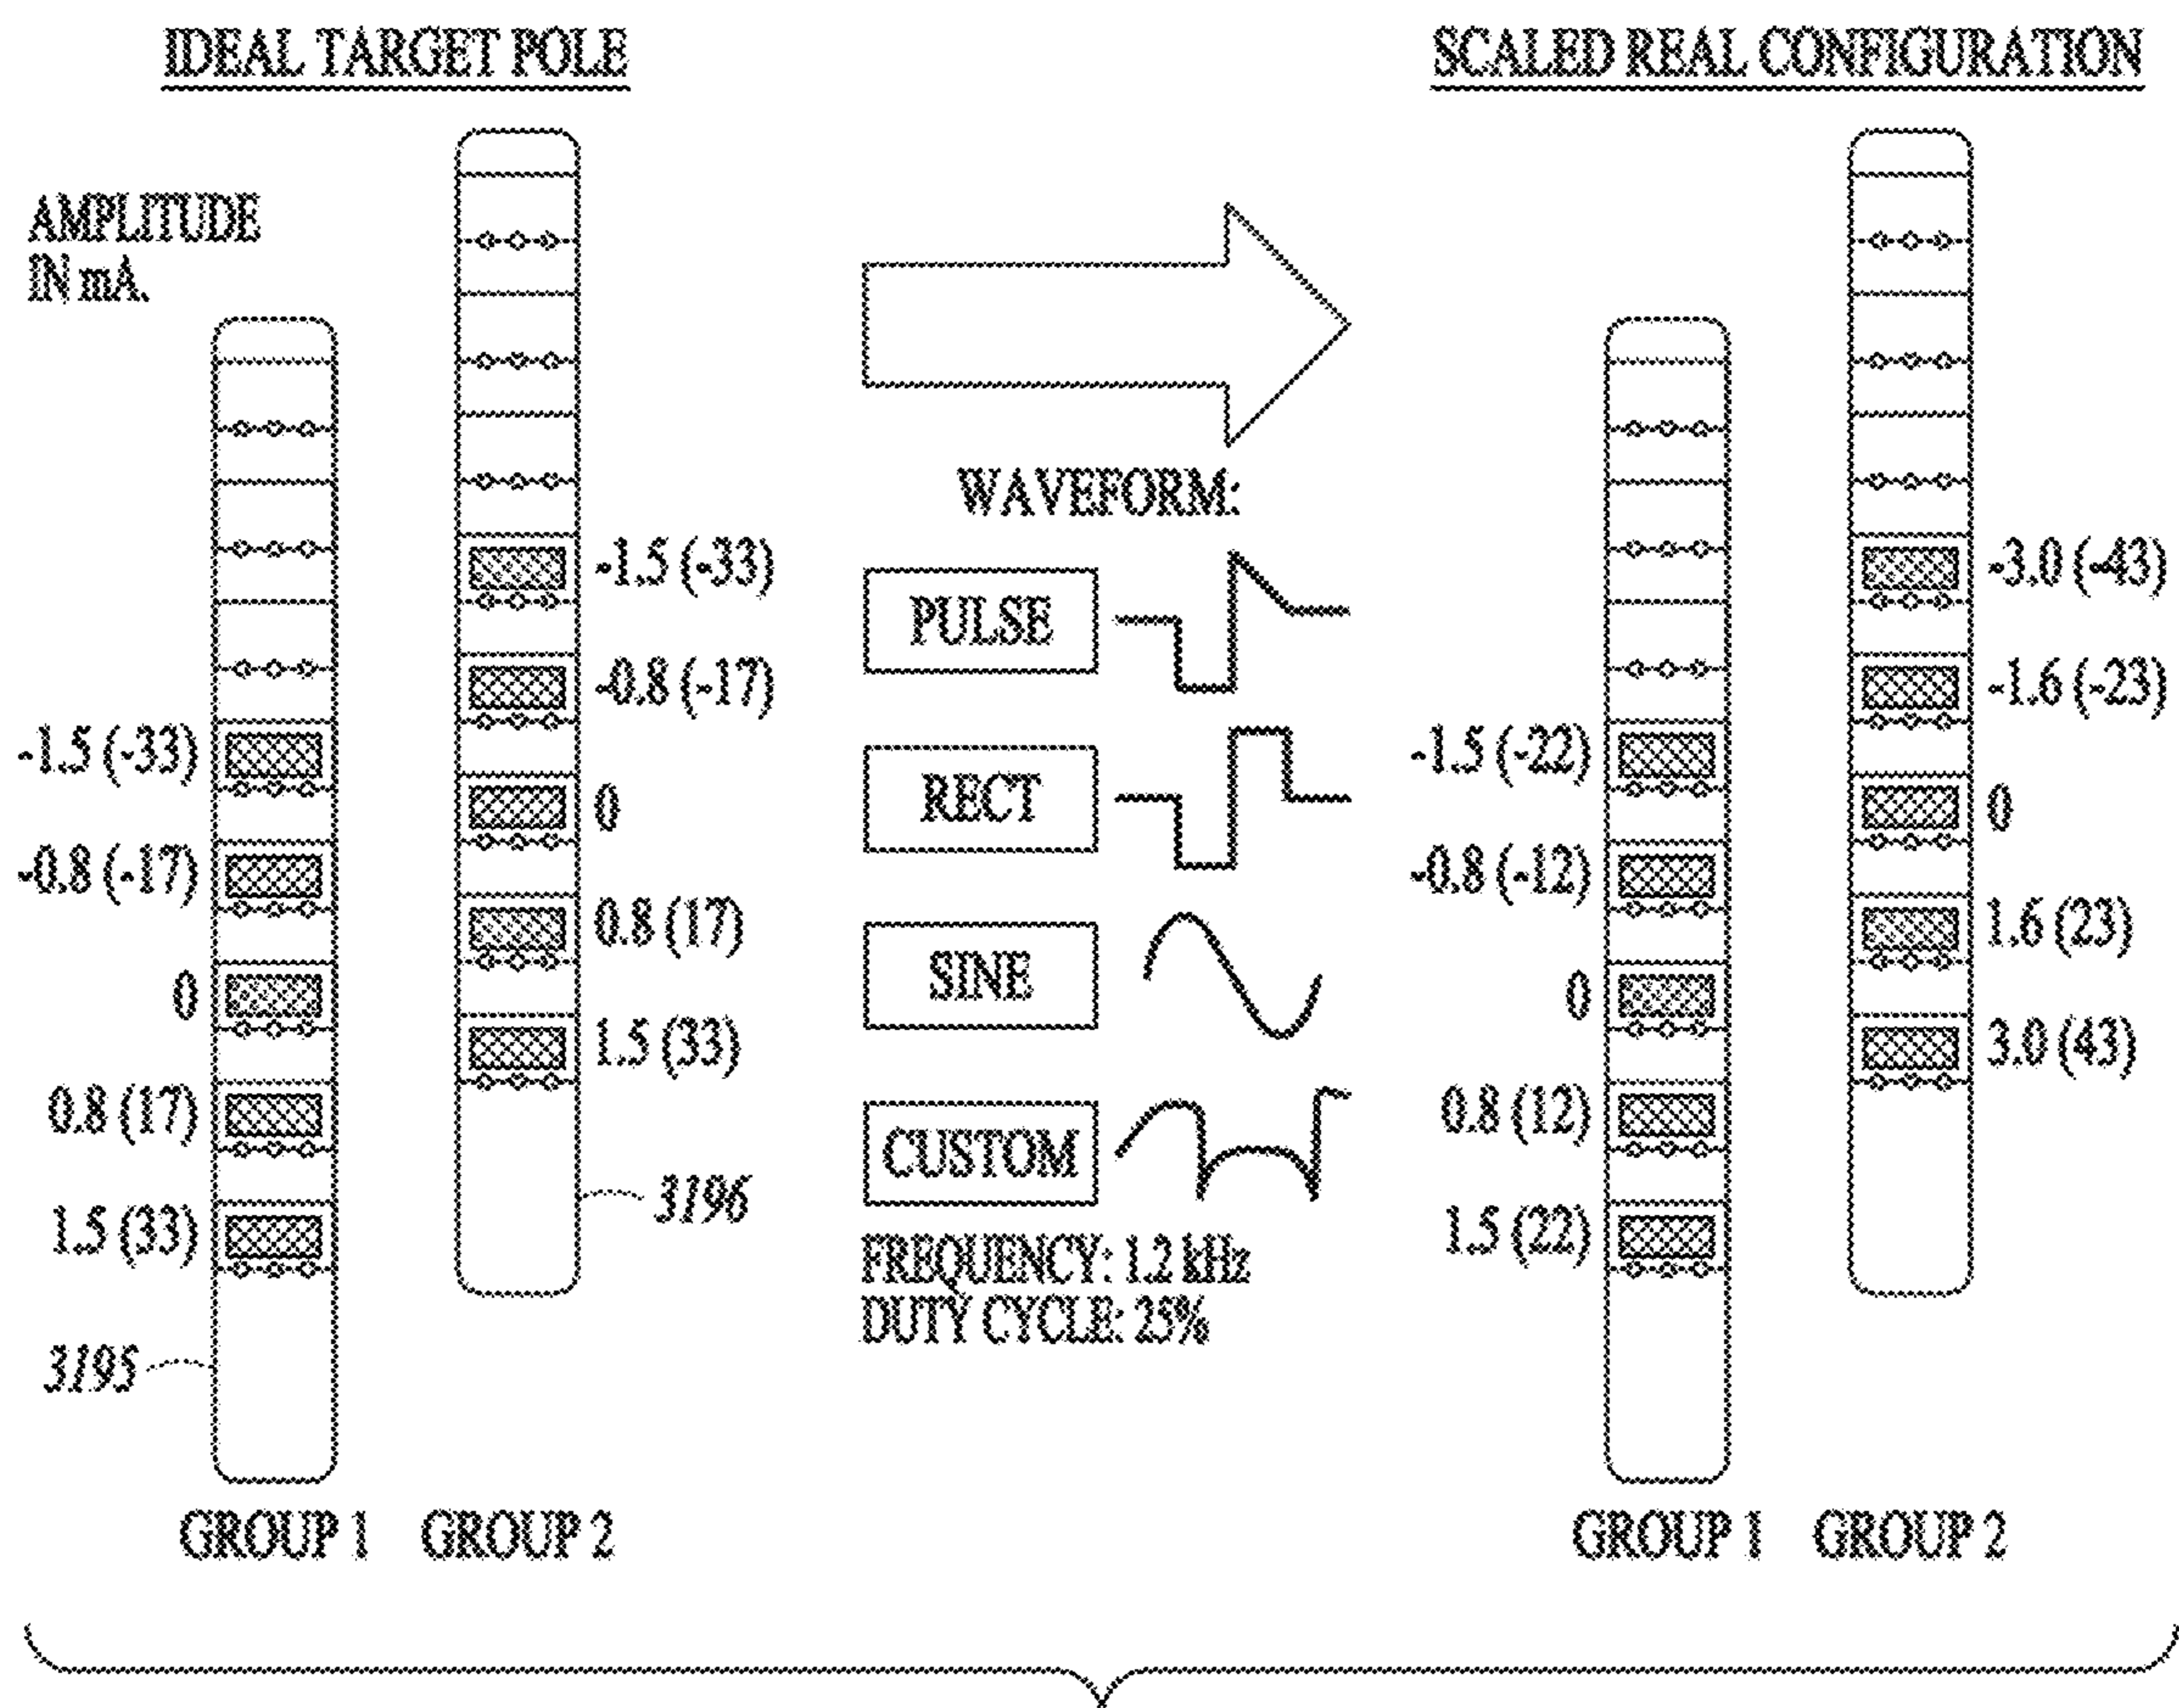 IDEAL TARGET POLE
AMPLITUDE
IN mA.
-1.5 (-33)
-0.8 (-17)
0
0.8 (17)
1.5 (33)
3195
GROUP 1
-1.5 (-33)
-0.8 (-17)
0
0.8 (17)
1.5 (33)
3196
GROUP 2
WAVEFORM:
PULSE
RECT
SINE
CUSTOM
FREQUENCY: 1.2 kHz
DUTY CYCLE: 25%
SCALED REAL CONFIGURATION
-1.5 (-22)
-0.8 (-12)
0
0.8 (12)
1.5 (22)
GROUP 1
-3.0 (-43)
-1.6 (-23)
0
1.6 (23)
3.0 (43)
GROUP 2